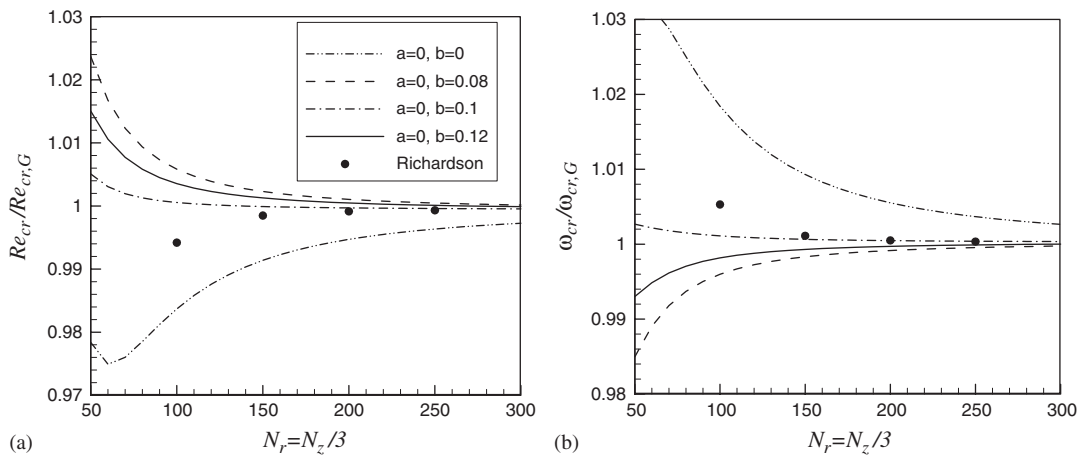 1.03
1.02
1.01
1
0.99
0.98
0.97
Re_cr/Re_cr,G
a=0, b=0
a=0, b=0.08
a=0, b=0.1
a=0, b=0.12
Richardson
50 100 150 200 250 300
(a)
N_r=N_z/3
1.03
1.02
1.01
1
0.99
0.98
ω_cr/ω_cr,G
50 100 150 200 250 300
(b)
N_r=N_z/3